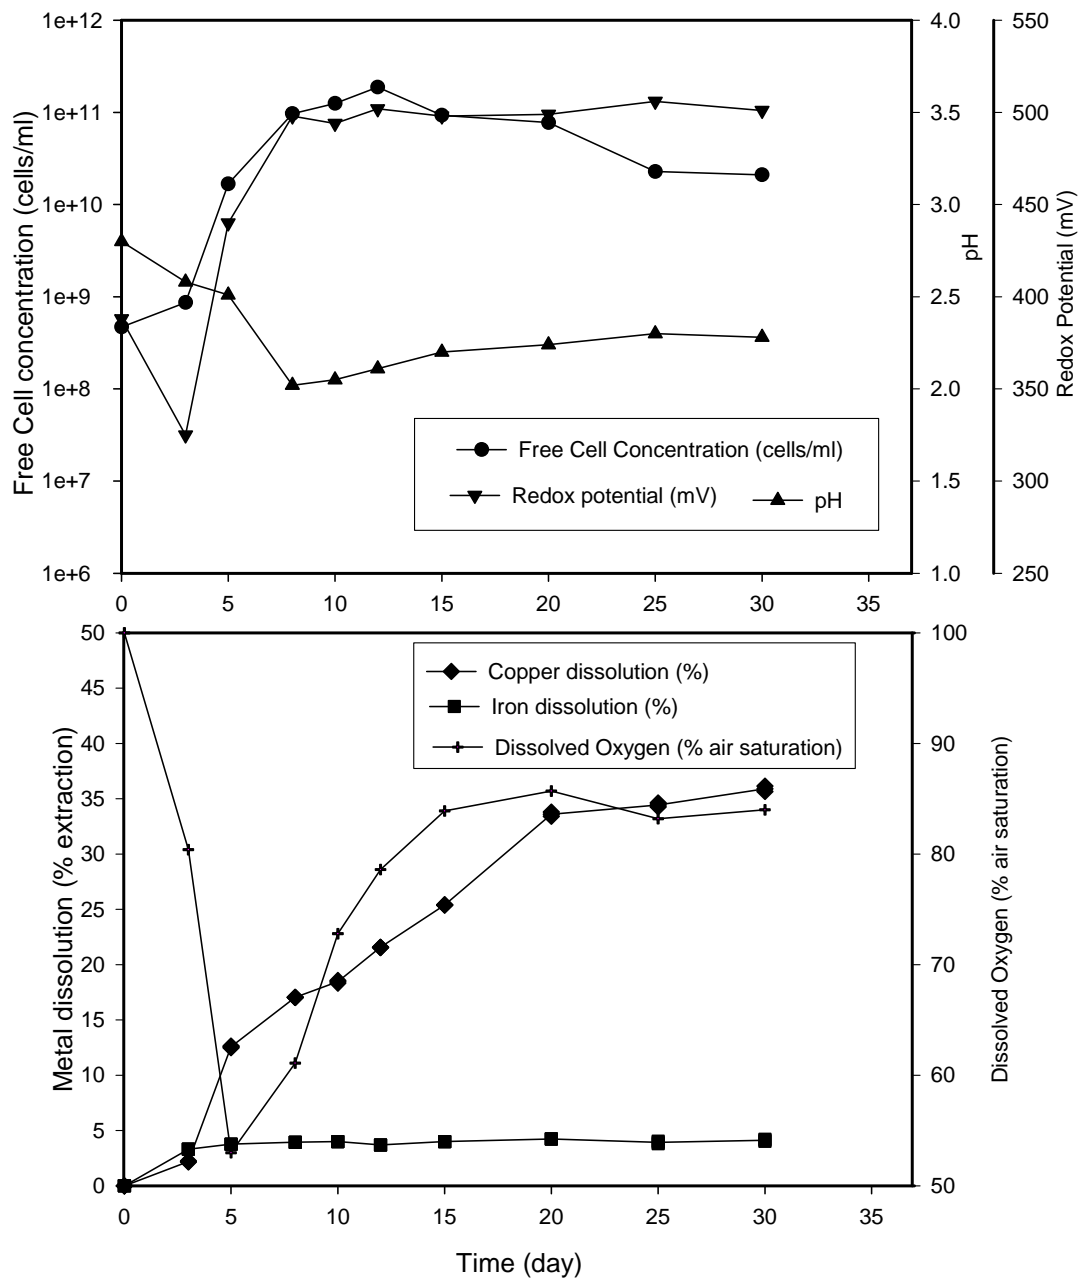 Free Cell concentration (cells/ml)
1e+12
1e+11
1e+10
1e+9
1e+8
1e+7
1e+6
4.0
3.5
3.0
2.5
2.0
1.5
1.0
pH
550
500
450
400
350
300
250
Redox Potential (mV)
Free Cell Concentration (cells/ml)
Redox potential (mV) pH
0 5 10 15 20 25 30 35
Metal dissolution (% extraction)
50
45
40
35
30
25
20
15
10
5
0
100
90
80
70
60
50
Dissolved Oxygen (% air saturation)
Copper dissolution (%)
Iron dissolution (%)
Dissolved Oxygen (% air saturation)
0 5 10 15 20 25 30 35
Time (day)